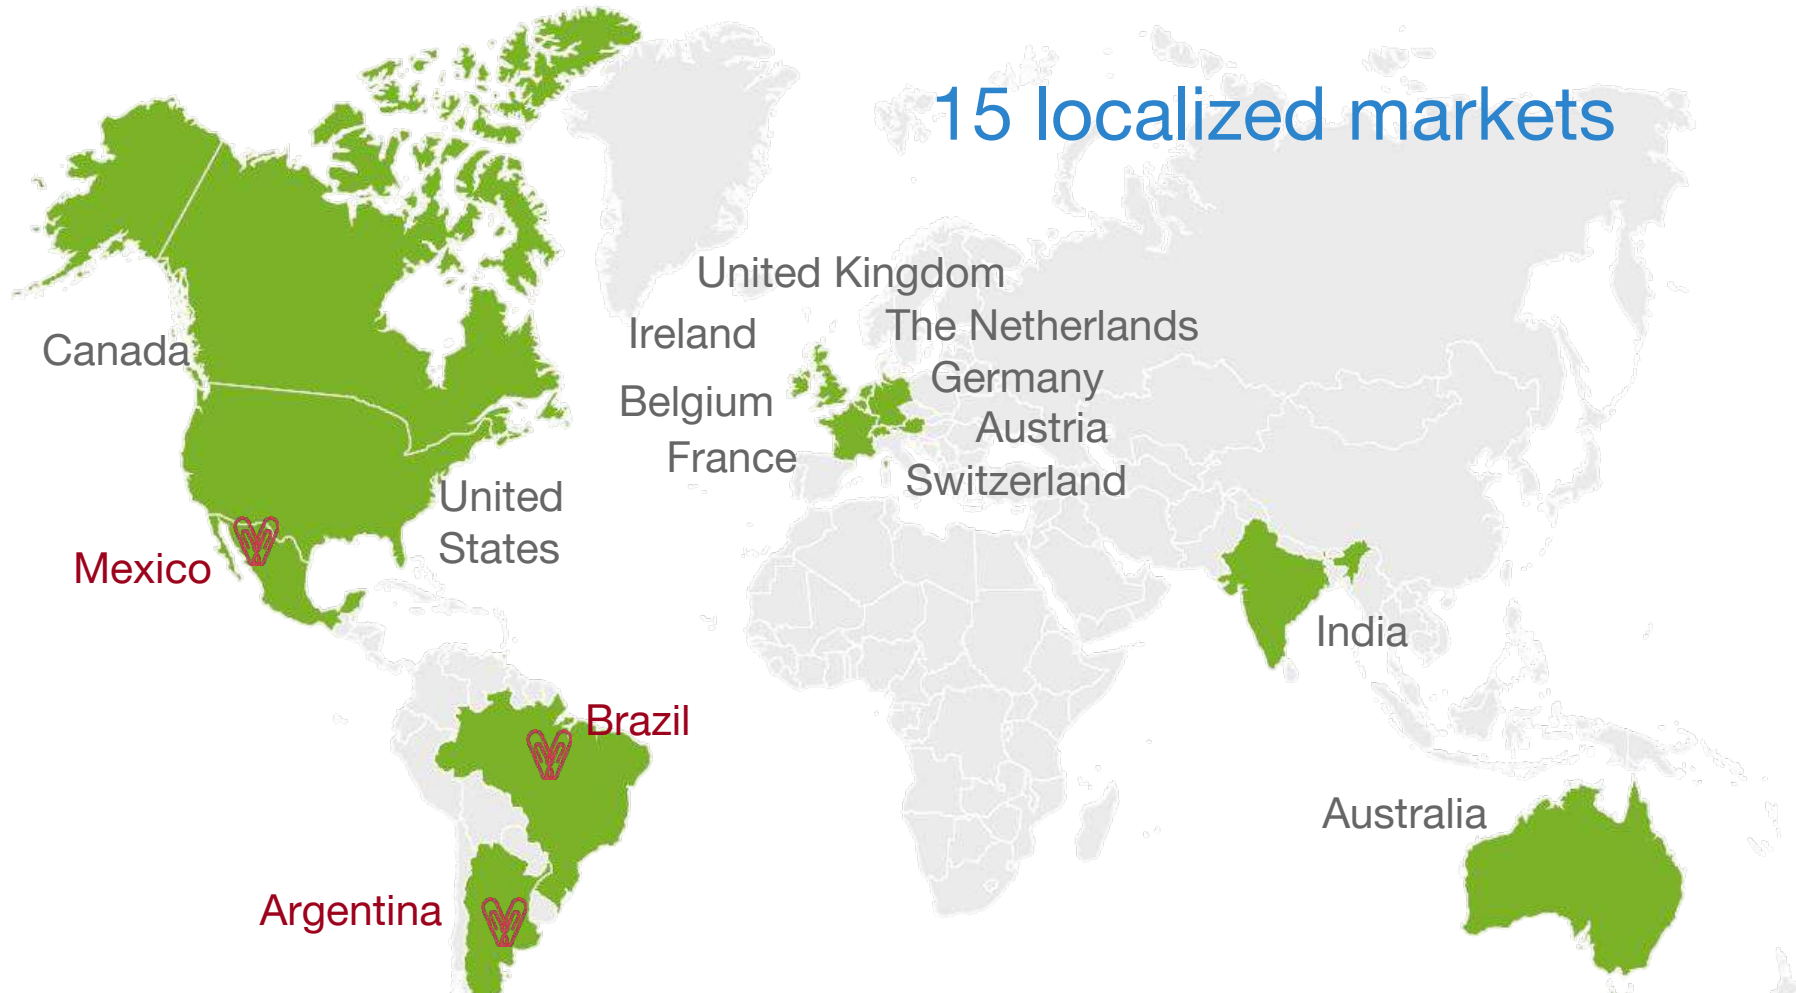 15 localized markets
United Kingdom
Ireland
The Netherlands
Canada
Germany
Belgium
Austria
France
Switzerland
United
States
Mexico
India
Brazil
Australia
Argentina